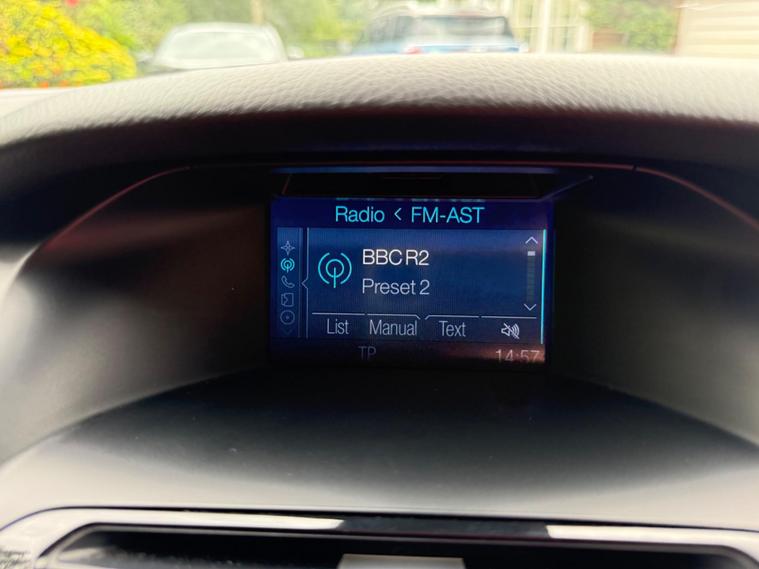 Radio < FM-AST
BBC R2
Preset 2
List Manual Text
TP 14:57